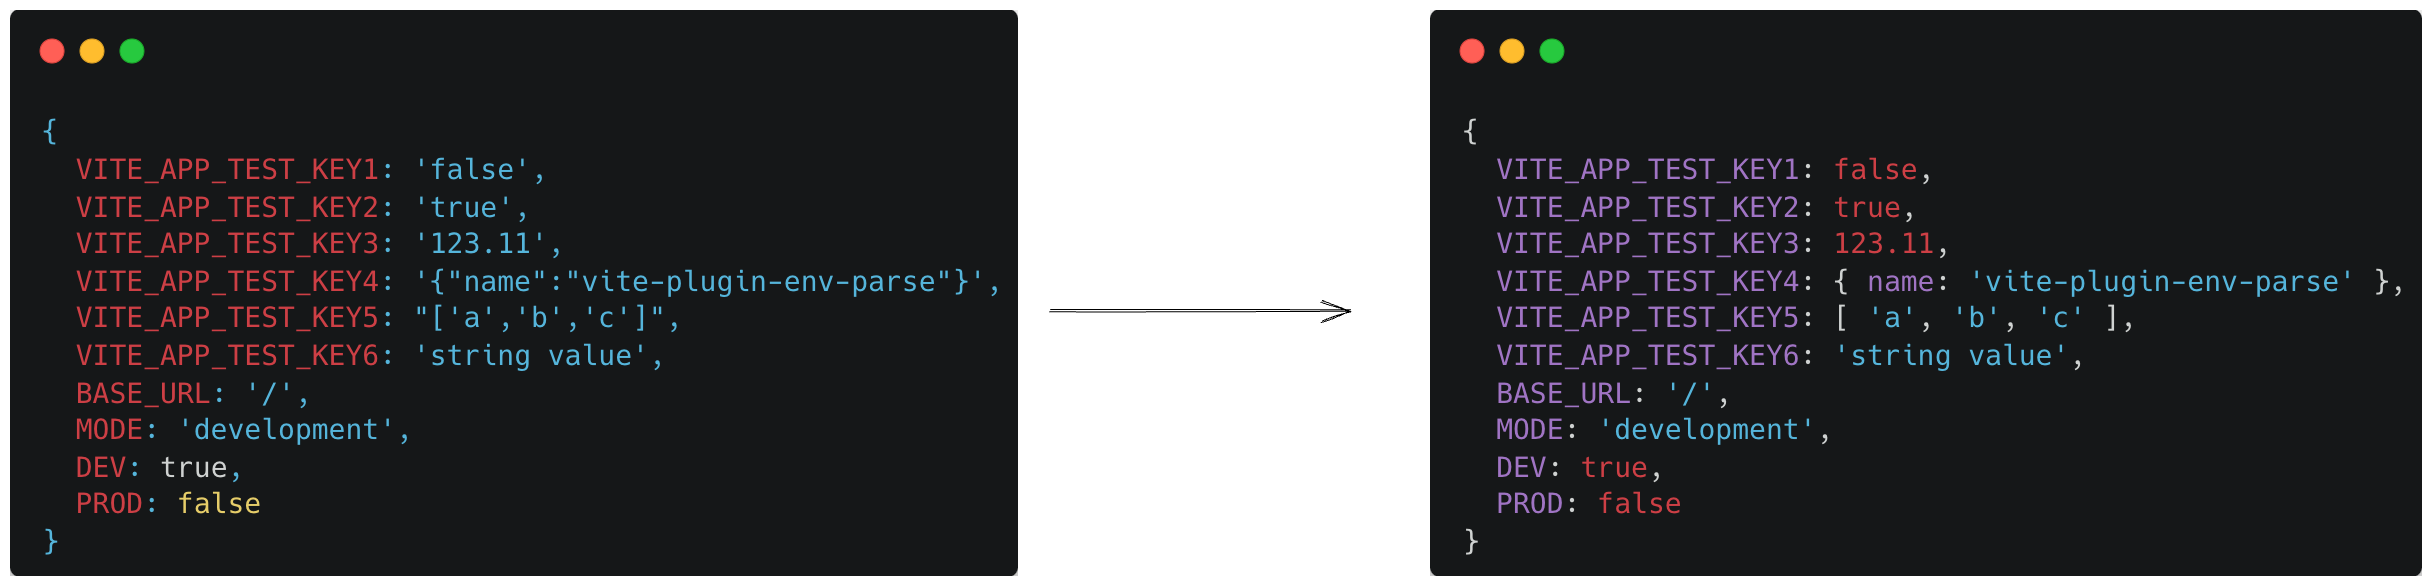 {
VITE_APP_TEST_KEY1: 'false',
VITE_APP_TEST_KEY2: 'true',
VITE_APP_TEST_KEY3: '123.11',
VITE_APP_TEST_KEY4: '{"name":"vite-plugin-env-parse"}',
VITE_APP_TEST_KEY5: "['a','b','c']",
VITE_APP_TEST_KEY6: 'string value',
BASE_URL: '/',
MODE: 'development',
DEV: true,
PROD: false
}
{
VITE_APP_TEST_KEY1: false,
VITE_APP_TEST_KEY2: true,
VITE_APP_TEST_KEY3: 123.11,
VITE_APP_TEST_KEY4: { name: 'vite-plugin-env-parse' },
VITE_APP_TEST_KEY5: [ 'a', 'b', 'c' ],
VITE_APP_TEST_KEY6: 'string value',
BASE_URL: '/',
MODE: 'development',
DEV: true,
PROD: false
}